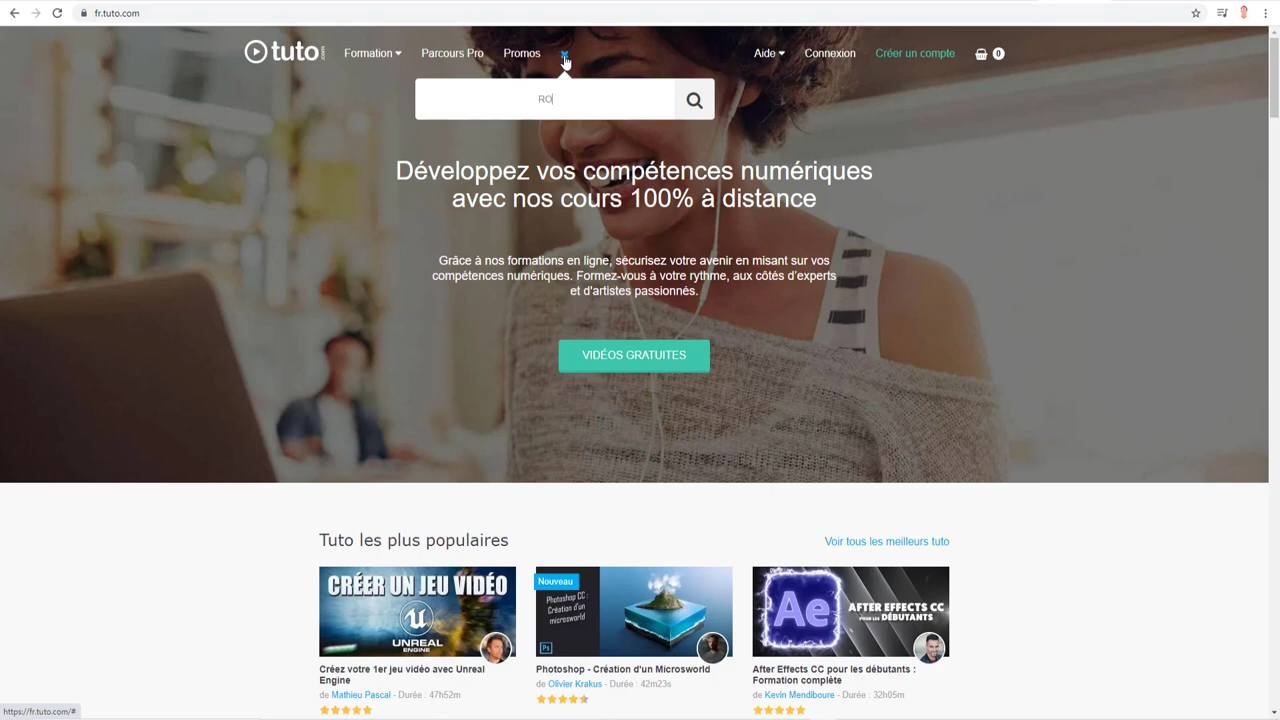 fr.tuto.com
tuto.com
Formation
Parcours Pro
Promos
Aide
Connexion
Créer un compte
0
RO
Développez vos compétences numériques
avec nos cours 100% à distance
Grâce à nos formations en ligne, sécurisez votre avenir en misant sur vos
compétences numériques. Formez-vous à votre rythme, aux côtés d'experts
et d'artistes passionnés.
VIDÉOS GRATUITES
Tuto les plus populaires
Voir tous les meilleurs tuto
CRÉER UN JEU VIDÉO
UNREAL
ENGINE
Créez votre 1er jeu vidéo avec Unreal
Engine
de Mathieu Pascal - Durée : 47h52m
Nouveau
Photoshop CC :
Création d'un
microsworld
Ps
Photoshop - Création d'un Microsworld
de Olivier Krakus - Durée : 42m23s
Ae
AFTER EFFECTS CC
POUR LES DÉBUTANTS
After Effects CC pour les débutants :
Formation complète
de Kevin Mendiboure - Durée : 32h05m
https://fr.tuto.com/#